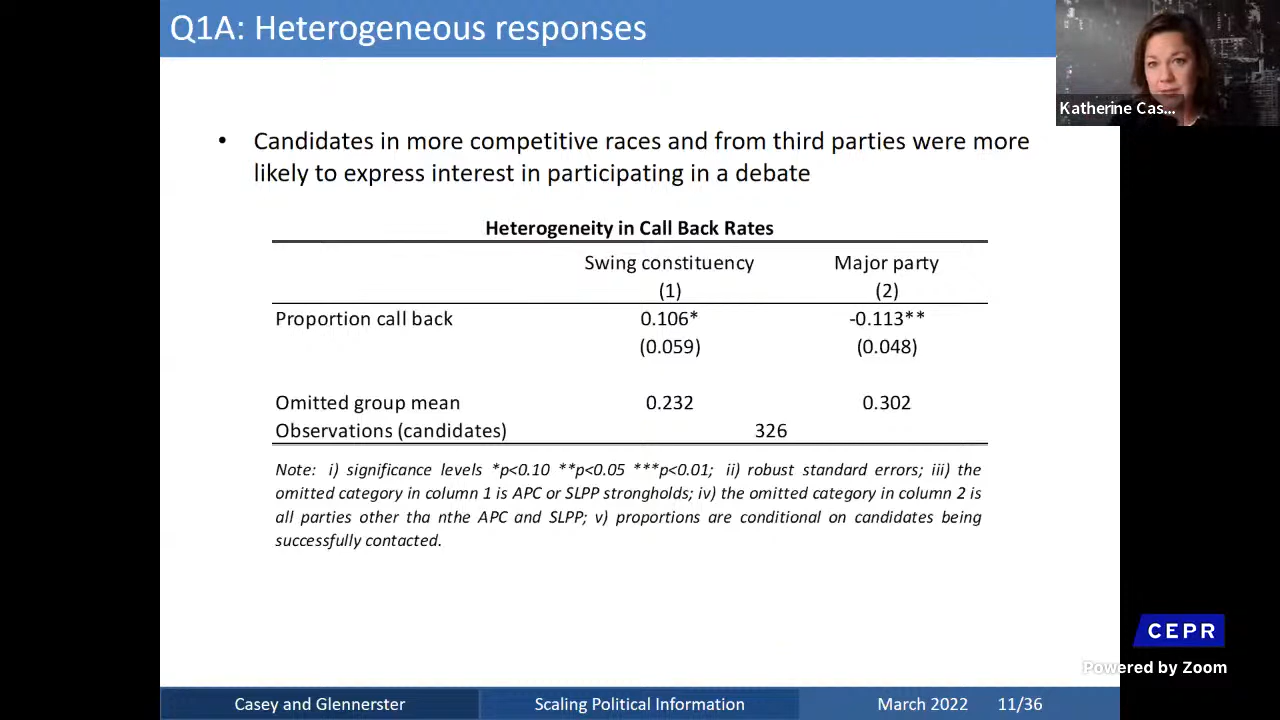 Q1A: Heterogeneous responses
Katherine Cas...
• Candidates in more competitive races and from third parties were more
likely to express interest in participating in a debate
Heterogeneity in Call Back Rates
Swing constituency Major party
(1) (2)
Proportion call back 0.106* -0.113**
(0.059) (0.048)
Omitted group mean 0.232 0.302
Observations (candidates) 326
Note: i) significance levels *p<0.10 **p<0.05 ***p<0.01; ii) robust standard errors; iii) the
omitted category in column 1 is APC or SLPP strongholds; iv) the omitted category in column 2 is
all parties other tha nthe APC and SLPP; v) proportions are conditional on candidates being
successfully contacted.
CEPR
Powered by Zoom
Casey and Glennerster Scaling Political Information March 2022 11/36